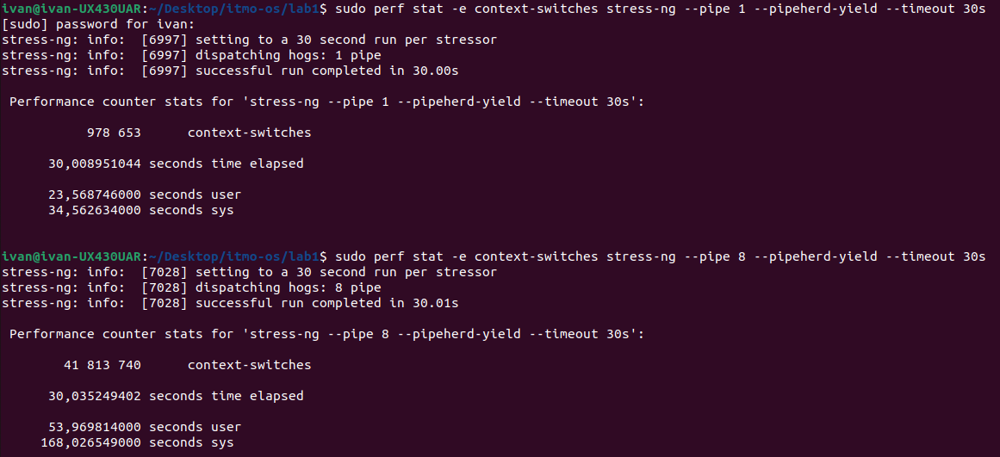 ivan@ivan-UX430UAR:~/Desktop/itmo-os/lab1$ sudo perf stat -e context-switches stress-ng --pipe 1 --pipeherd-yield --timeout 30s
[sudo] password for ivan:
stress-ng: info:  [6997] setting to a 30 second run per stressor
stress-ng: info:  [6997] dispatching hogs: 1 pipe
stress-ng: info:  [6997] successful run completed in 30.00s
Performance counter stats for 'stress-ng --pipe 1 --pipeherd-yield --timeout 30s':
978 653      context-switches
30,008951044 seconds time elapsed
23,568746000 seconds user
34,562634000 seconds sys
ivan@ivan-UX430UAR:~/Desktop/itmo-os/lab1$ sudo perf stat -e context-switches stress-ng --pipe 8 --pipeherd-yield --timeout 30s
stress-ng: info:  [7028] setting to a 30 second run per stressor
stress-ng: info:  [7028] dispatching hogs: 8 pipe
stress-ng: info:  [7028] successful run completed in 30.01s
Performance counter stats for 'stress-ng --pipe 8 --pipeherd-yield --timeout 30s':
41 813 740      context-switches
30,035249402 seconds time elapsed
53,969814000 seconds user
168,026549000 seconds sys